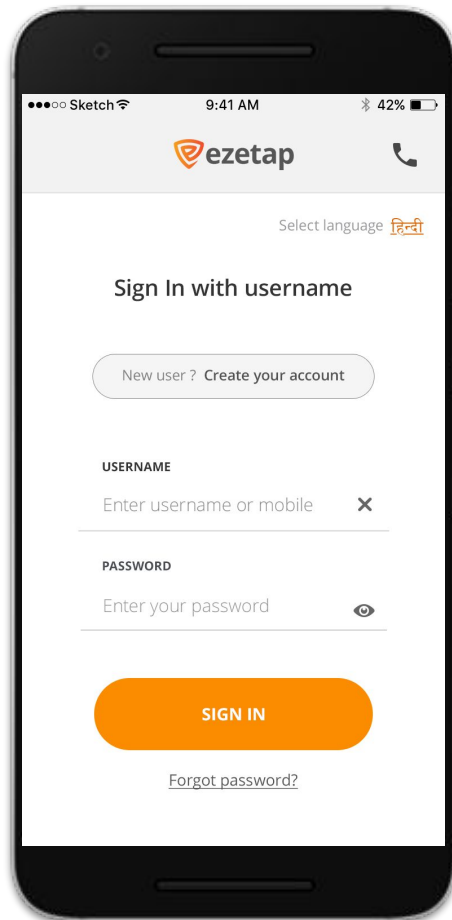 Sketch 9:41 AM 42%
ezetap
Select language हिन्दी
Sign In with username
New user ? Create your account
USERNAME
Enter username or mobile
PASSWORD
Enter your password
SIGN IN
Forgot password?